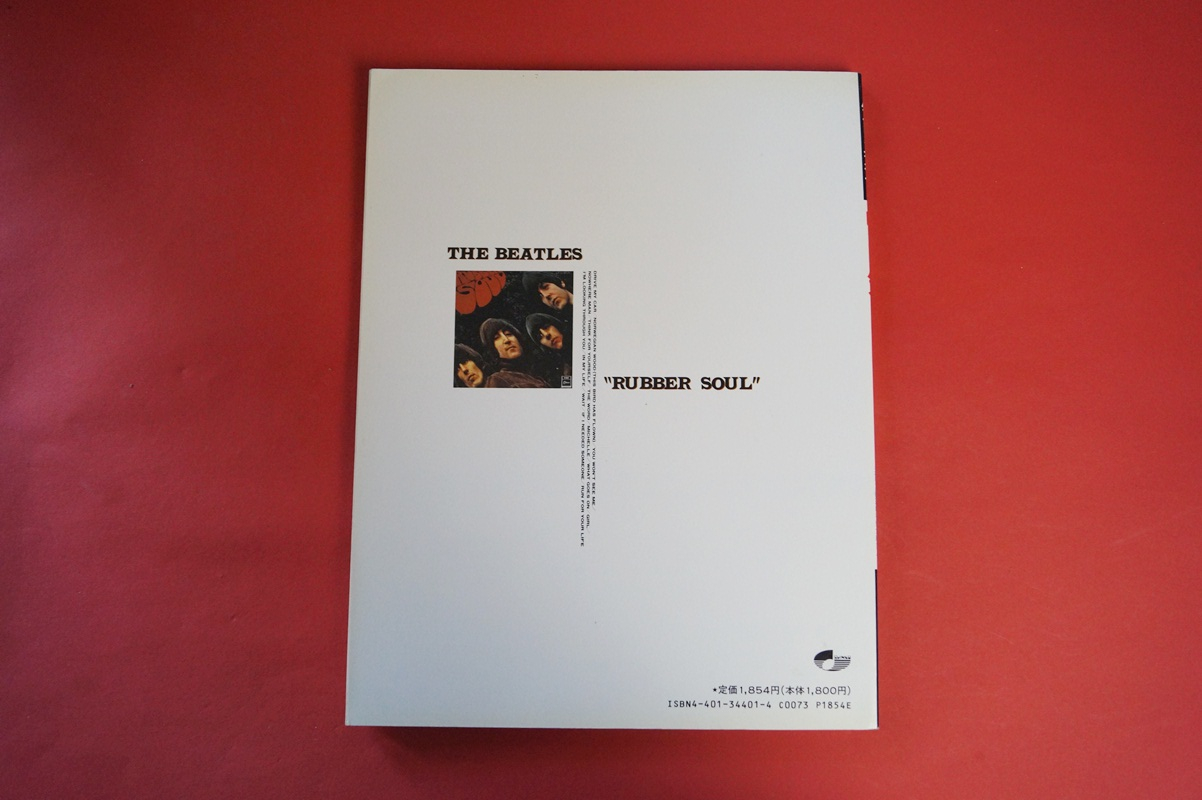 THE BEATLES
DRIVE MY CAR / NORWEGIAN WOOD (THIS BIRD HAS FLOWN) / YOU WON'T SEE ME /
NOWHERE MAN / THINK FOR YOURSELF / THE WORD / MICHELLE / WHAT GOES ON / GIRL /
I'M LOOKING THROUGH YOU / IN MY LIFE / WAIT / IF I NEEDED SOMEONE / RUN FOR YOUR LIFE
"RUBBER SOUL"
★定価1,854円(本体1,800円)
ISBN4-401-34401-4 C0073 P1854E